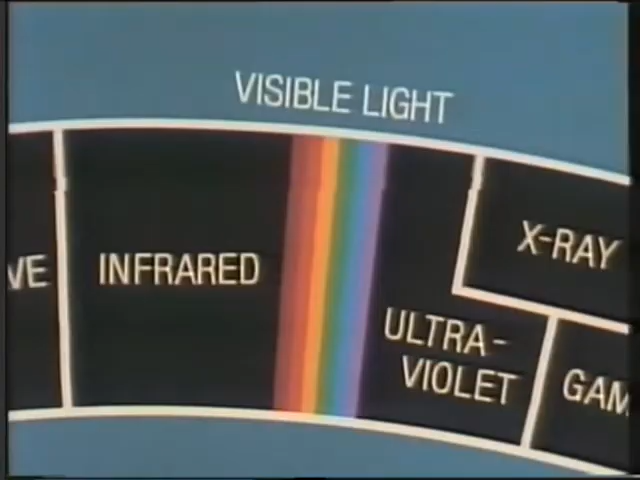 VISIBLE LIGHT
VE
INFRARED
X-RAY
ULTRA-
VIOLET
GAM